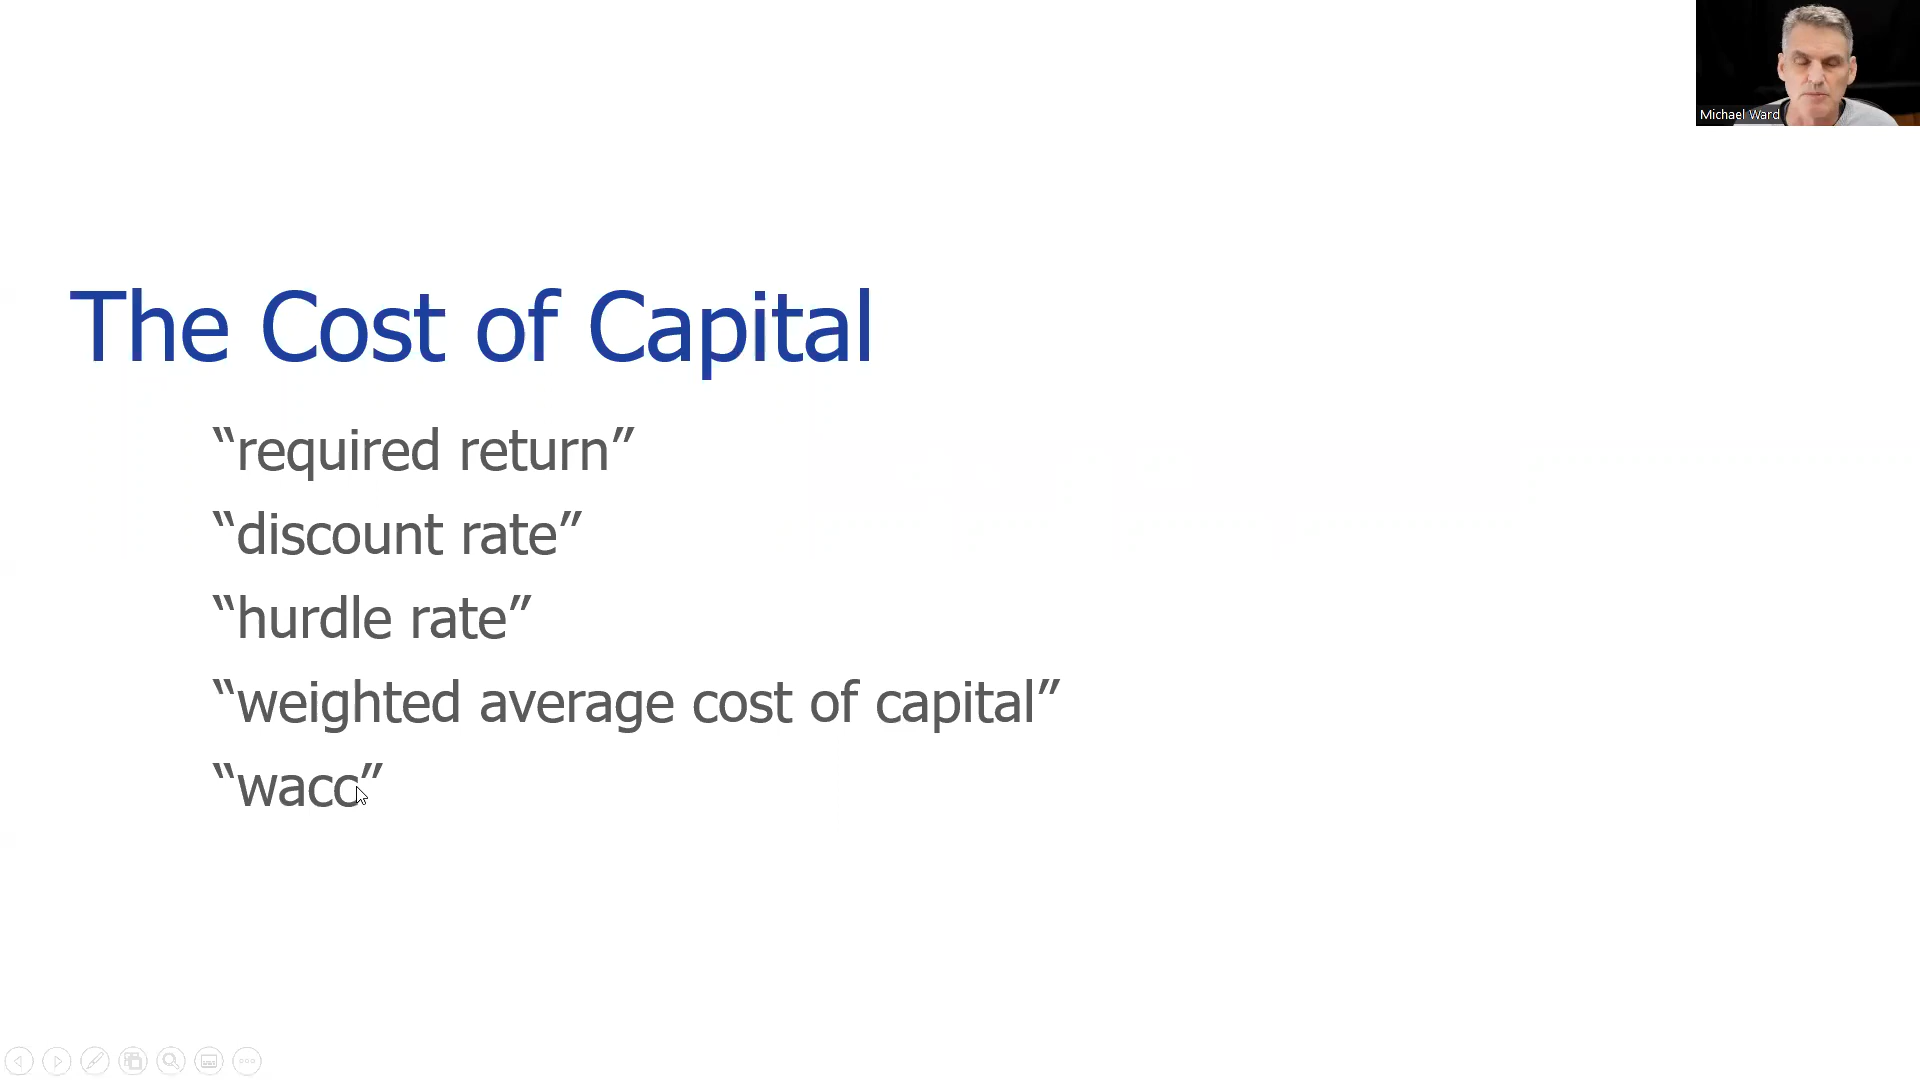 Michael Ward
The Cost of Capital
“required return”
“discount rate”
“hurdle rate”
“weighted average cost of capital”
“wacc”